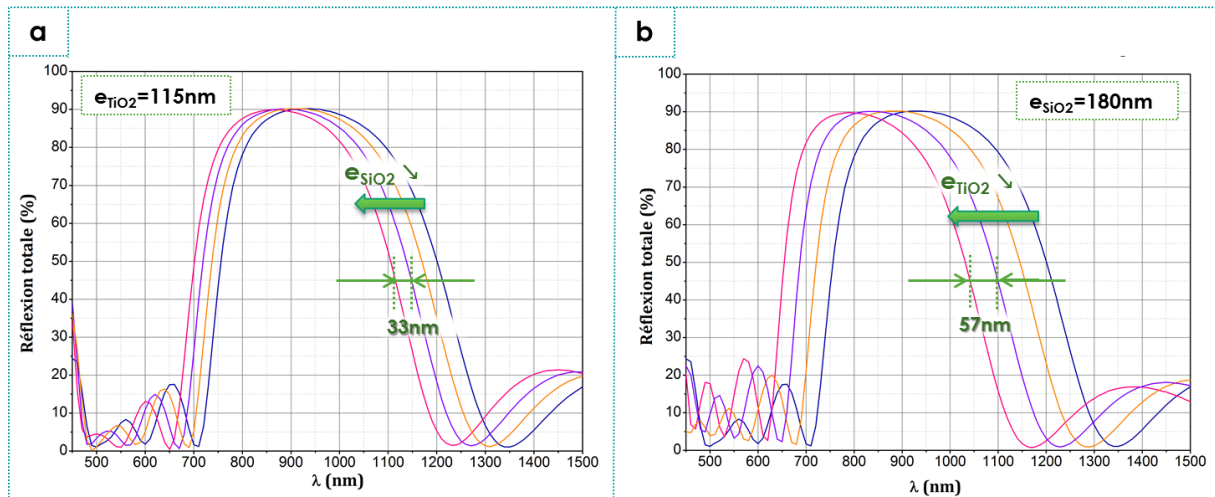 a
e_TiO2=115nm
Réflexion totale (%)
100
90
80
70
60
50
40
30
20
10
0
e_SiO2 ↘
33nm
500 600 700 800 900 1000 1100 1200 1300 1400 1500
λ (nm)
b
e_SiO2=180nm
Réflexion totale (%)
100
90
80
70
60
50
40
30
20
10
0
e_TiO2 ↘
57nm
500 600 700 800 900 1000 1100 1200 1300 1400 1500
λ (nm)